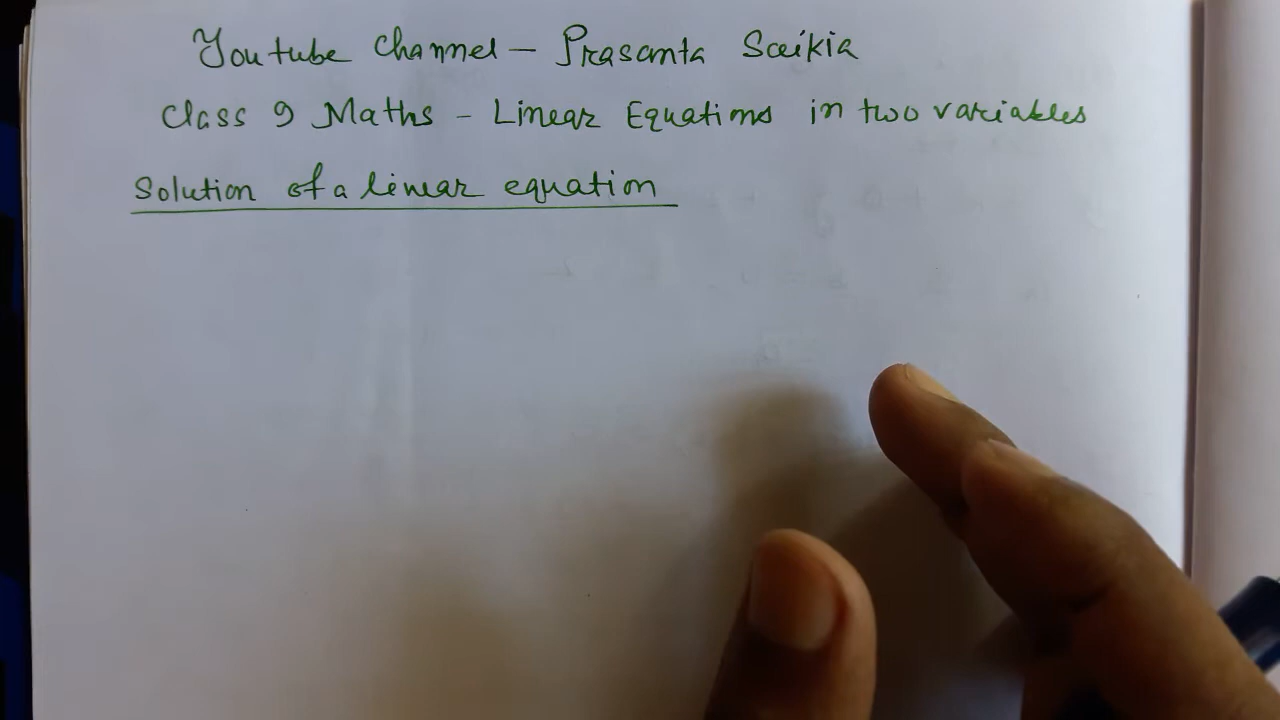 Youtube channel - Prasanta Saikia
Class 9 Maths - Linear Equations in two variables
Solution of a linear equation